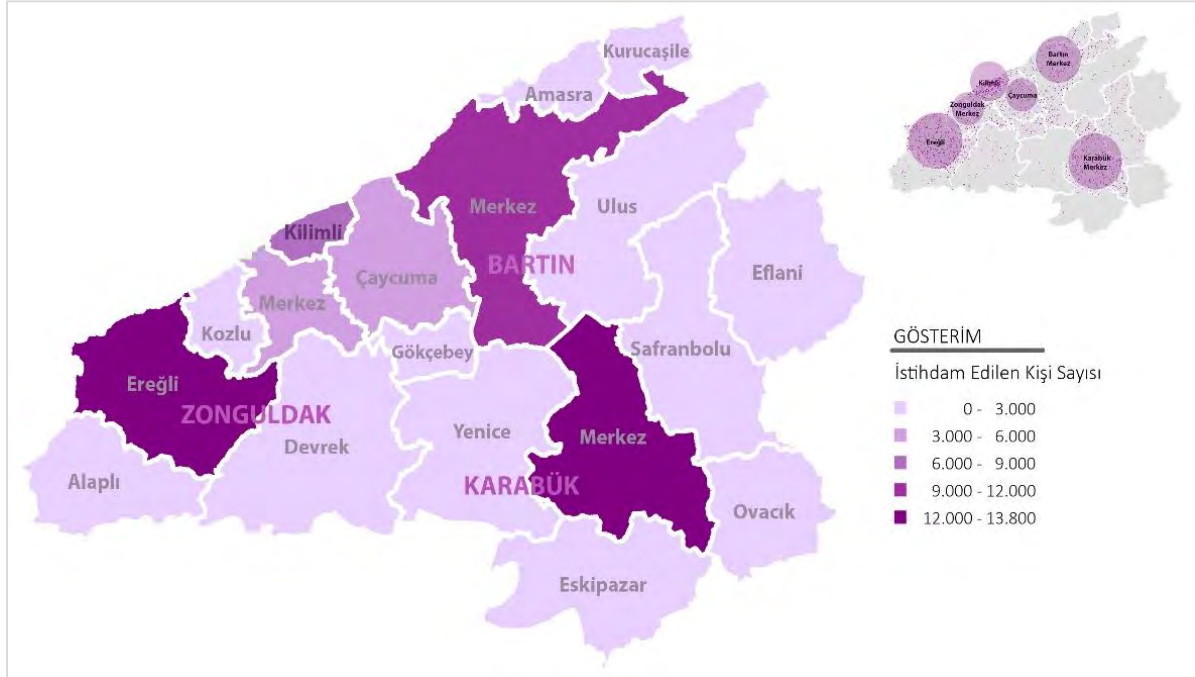 Kurucaşile
Amasra
Merkez
Ulus
BARTIN
Kilimli
Çaycuma
Merkez
Kozlu
Gökçebey
Eflani
Safranbolu
Ereğli
ZONGULDAK
Devrek
Yenice
Merkez
Alaplı
KARABÜK
Ovacık
Eskipazar
Bartın
Merkez
Kilimli
Çaycuma
Zonguldak
Merkez
Ereğli
Karabük
Merkez
GÖSTERİM
İstihdam Edilen Kişi Sayısı
0 - 3.000
3.000 - 6.000
6.000 - 9.000
9.000 - 12.000
12.000 - 13.800